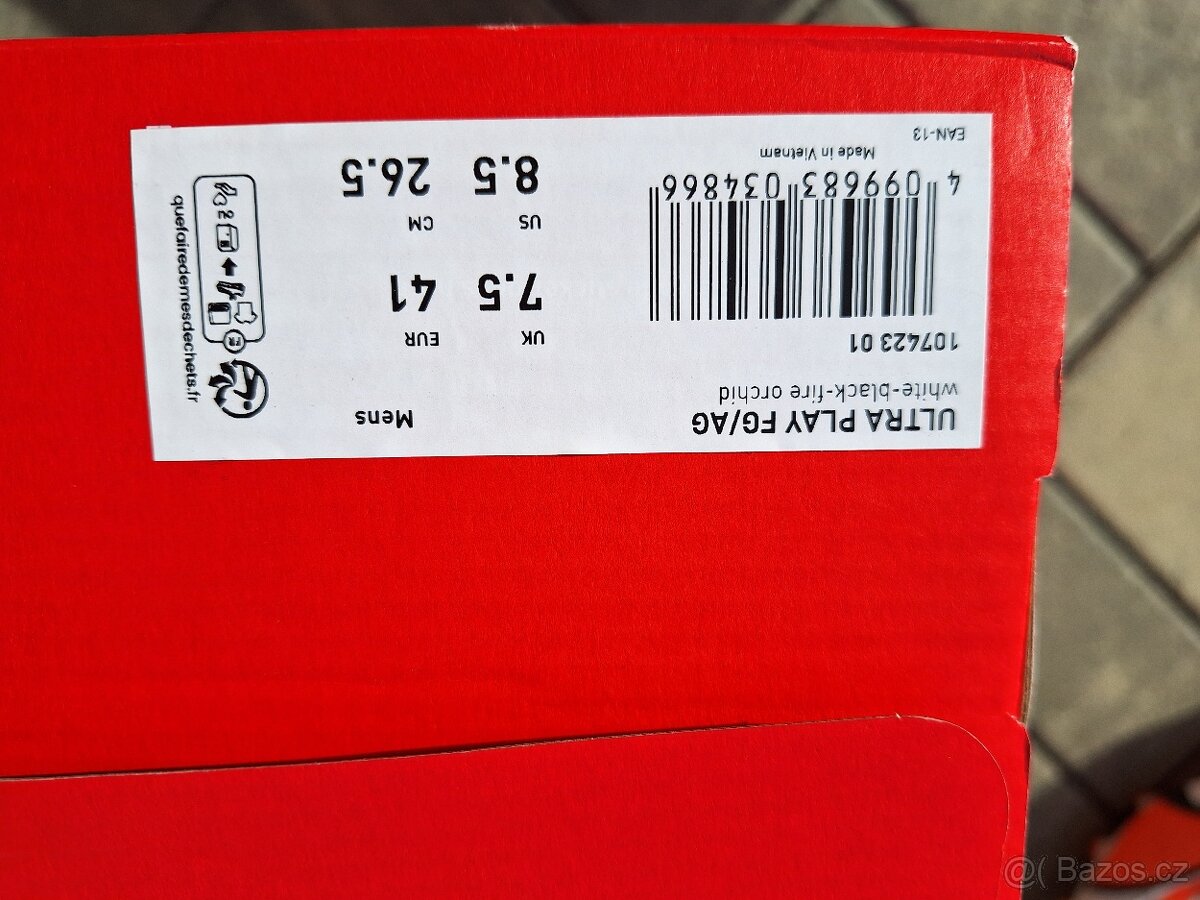 ULTRA PLAY FG/AG
white-black-fire orchid
107423 01
4 099683 034866
Made in Vietnam
EAN-13
Mens
UK
7.5
EUR
41
US
8.5
CM
26.5
FR
quefairedemesdechets.fr
@( Bazos.cz